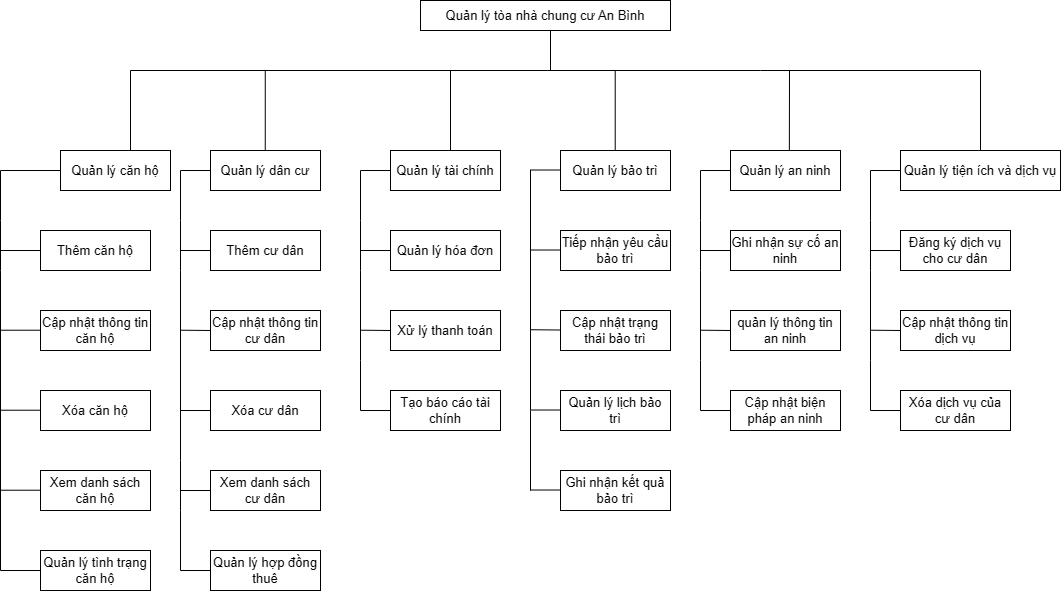 Quản lý tòa nhà chung cư An Bình
Quản lý căn hộ
Quản lý dân cư
Quản lý tài chính
Quản lý bảo trì
Quản lý an ninh
Quản lý tiện ích và dịch vụ
Thêm căn hộ
Thêm cư dân
Quản lý hóa đơn
Tiếp nhận yêu cầu
bảo trì
Ghi nhận sự cố an
ninh
Đăng ký dịch vụ
cho cư dân
Cập nhật thông tin
căn hộ
Cập nhật thông tin
cư dân
Xử lý thanh toán
Cập nhật trạng
thái bảo trì
quản lý thông tin
an ninh
Cập nhật thông tin
dịch vụ
Xóa căn hộ
Xóa cư dân
Tạo báo cáo tài
chính
Quản lý lịch bảo
trì
Cập nhật biện
pháp an ninh
Xóa dịch vụ của
cư dân
Xem danh sách
căn hộ
Xem danh sách
cư dân
Ghi nhận kết quả
bảo trì
Quản lý tình trạng
căn hộ
Quản lý hợp đồng
thuê